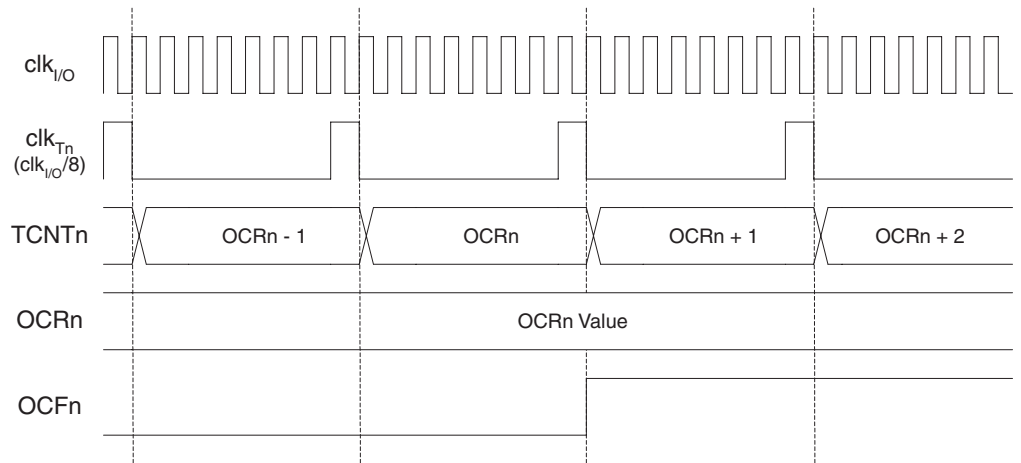 clkI/O
clkTn
(clkI/O/8)
TCNTn
OCRn - 1
OCRn
OCRn + 1
OCRn + 2
OCRn
OCRn Value
OCFn